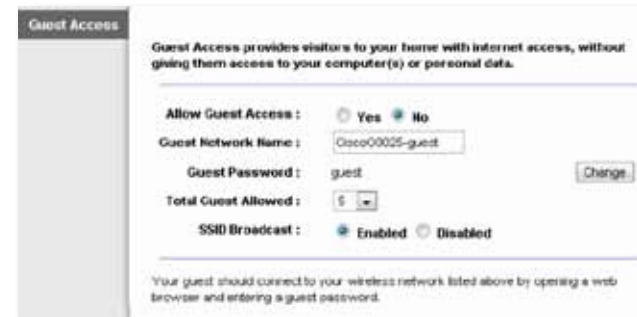 Guest Access
Guest Access provides visitors to your home with internet access, without
giving them access to your computer(s) or personal data.
Allow Guest Access : Yes No
Guest Network Name : Cisco00025-guest
Guest Password : guest Change
Total Guest Allowed : 5
SSID Broadcast : Enabled Disabled
Your guest should connect to your wireless network listed above by opening a web
browser and entering a guest password.